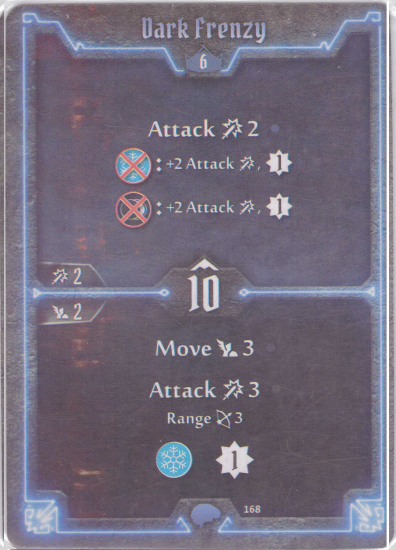 Dark Frenzy
6
Attack 2
: +2 Attack , 1
: +2 Attack , 1
2
10
2
Move 3
Attack 3
Range 3
1
168